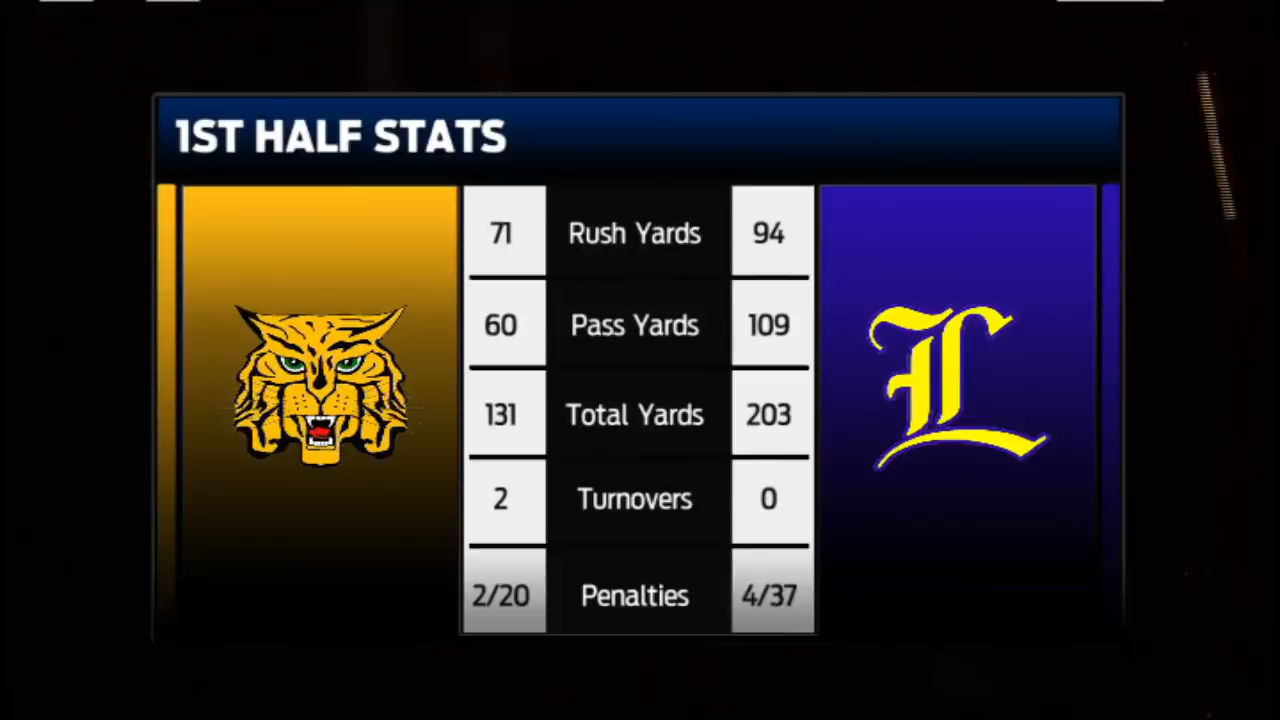 1ST HALF STATS
71 Rush Yards 94
60 Pass Yards 109
131 Total Yards 203
2 Turnovers 0
2/20 Penalties 4/37
L